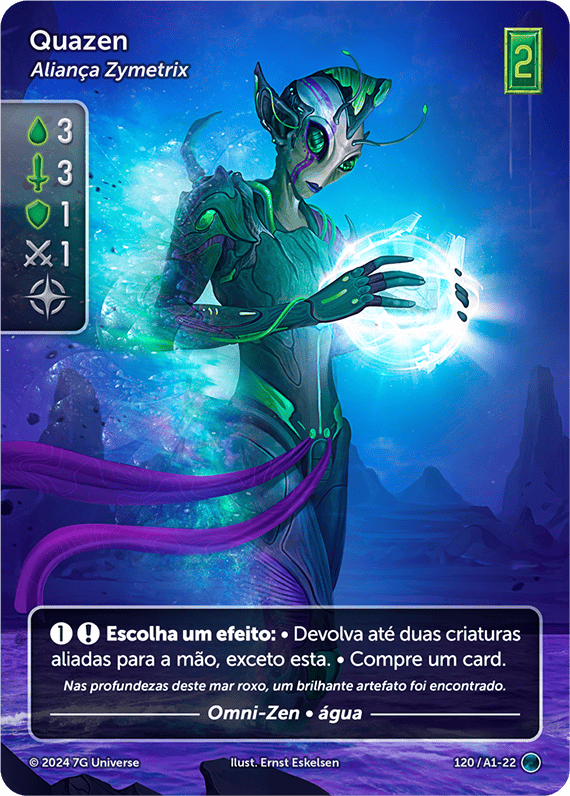 Quazen
Aliança Zymetrix
2
3
3
1
1
1 ! Escolha um efeito: • Devolva até duas criaturas
aliadas para a mão, exceto esta. • Compre um card.
Nas profundezas deste mar roxo, um brilhante artefato foi encontrado.
Omni-Zen • água
© 2024 7G Universe
Ilust. Ernst Eskelsen
120 / A1-22